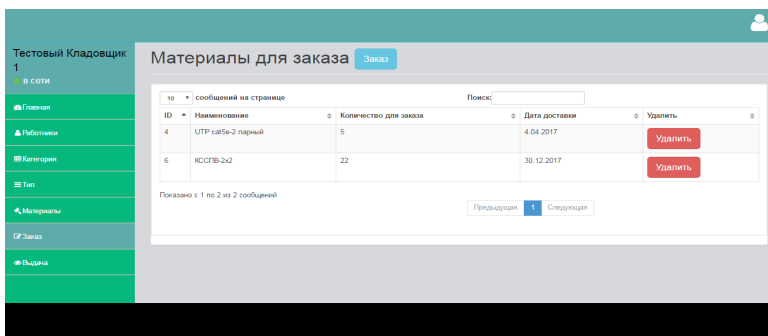 Тестовый Кладовщик
1
в сети
Главная
Работники
Категория
Тип
Материалы
Заказ
Выдача
Материалы для заказа Заказ
10 сообщений на странице Поиск:
ID Наименование Количество для заказа Дата доставки Удалить
4 UTP cat5e-2 парный 5 4.04.2017 Удалить
6 КССПВ-2x2 22 30.12.2017 Удалить
Показано с 1 по 2 из 2 сообщений
Предыдущая 1 Следующая